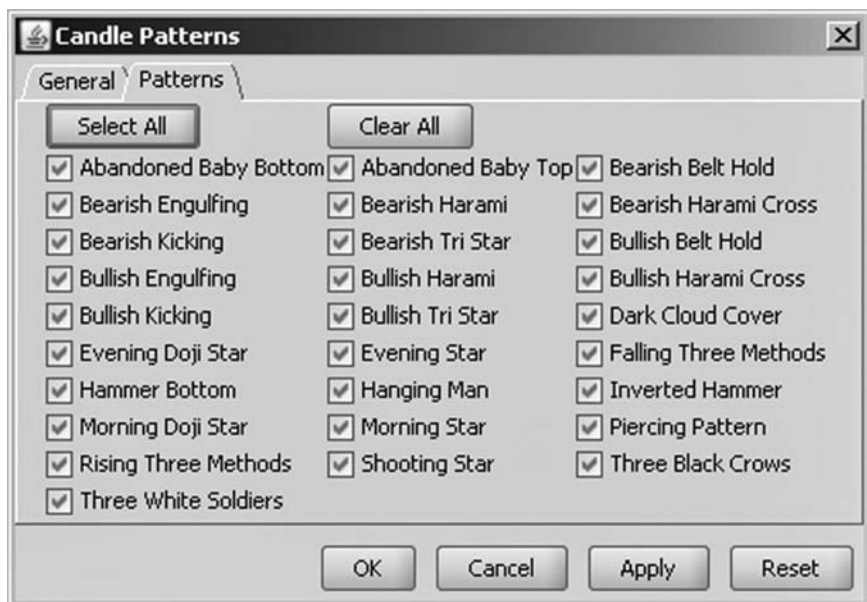 Candle Patterns
General Patterns
Select All Clear All
Abandoned Baby Bottom Abandoned Baby Top Bearish Belt Hold
Bearish Engulfing Bearish Harami Bearish Harami Cross
Bearish Kicking Bearish Tri Star Bullish Belt Hold
Bullish Engulfing Bullish Harami Bullish Harami Cross
Bullish Kicking Bullish Tri Star Dark Cloud Cover
Evening Doji Star Evening Star Falling Three Methods
Hammer Bottom Hanging Man Inverted Hammer
Morning Doji Star Morning Star Piercing Pattern
Rising Three Methods Shooting Star Three Black Crows
Three White Soldiers
OK Cancel Apply Reset